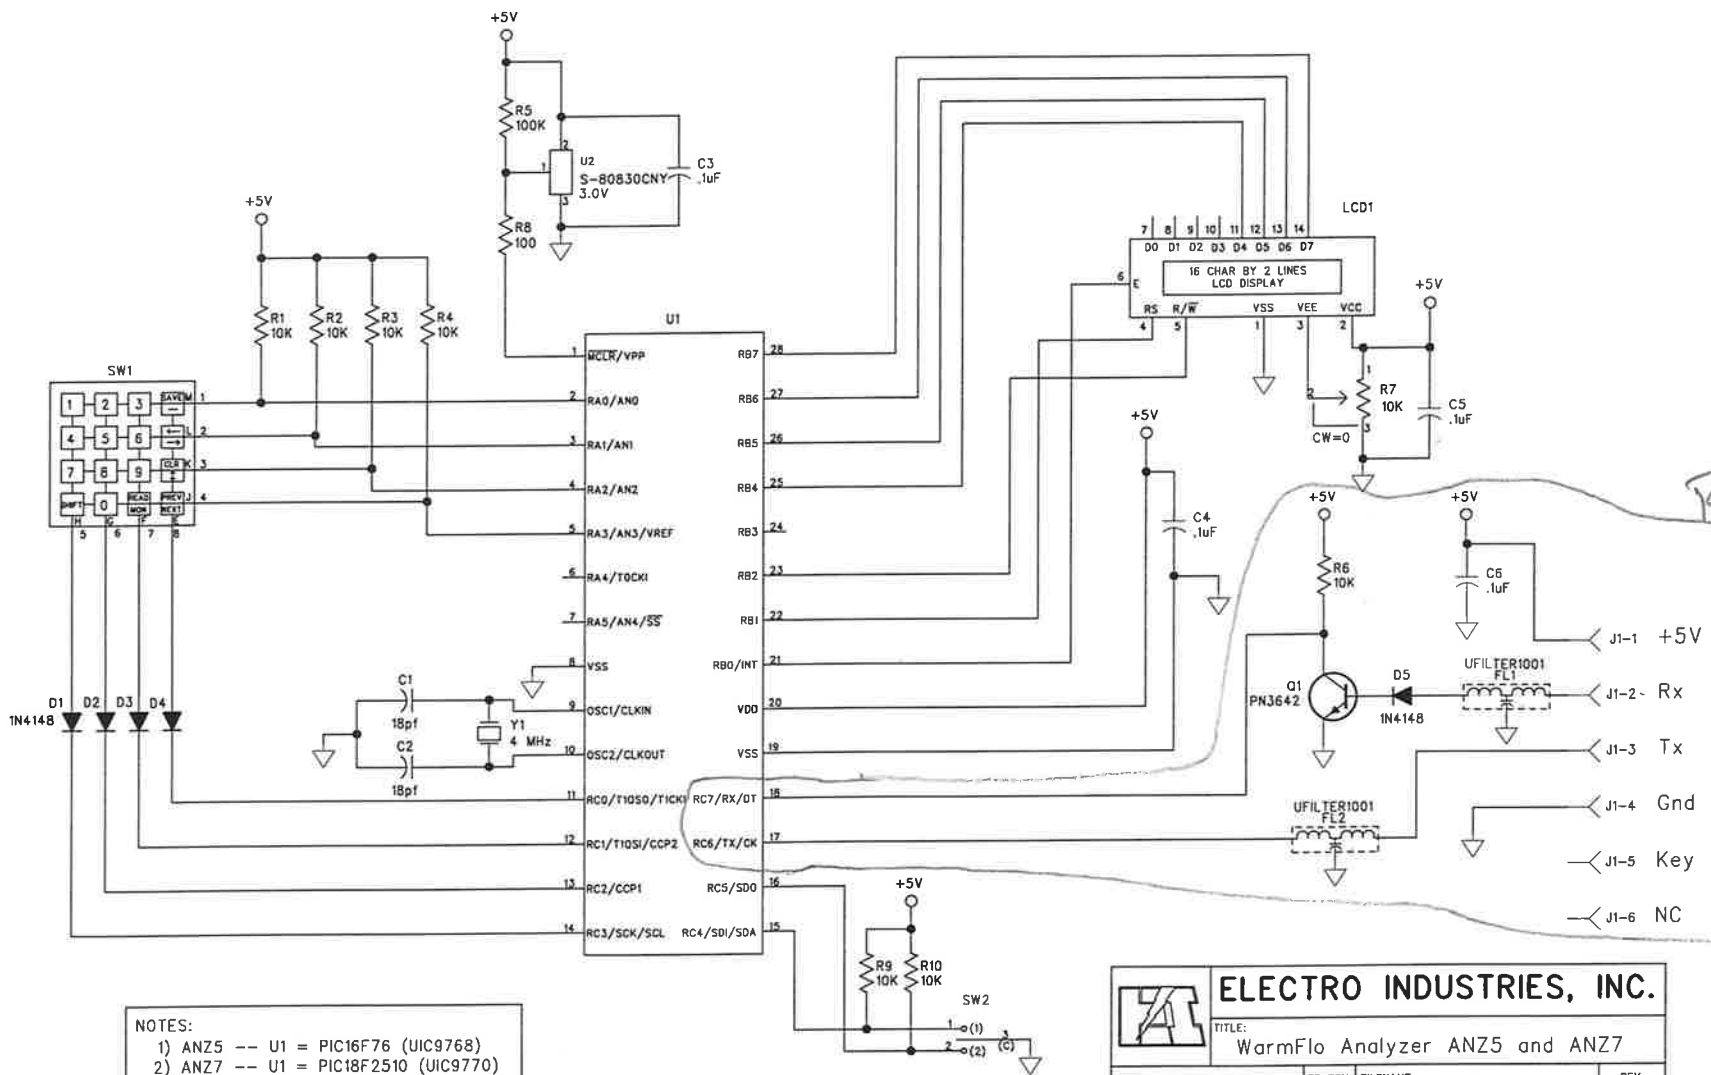 +5V
R5
100K
U2
S-80830CNY
3.0V
1
2
3
C3
.1uF
R8
100
+5V
R1
10K
R2
10K
R3
10K
R4
10K
SW1
1 2 3 SAVE — M 1
4 5 6 ← → L 2
7 8 9 CLR K 3
SHIFT 0 READ MON PREV NEXT J 4
H G F E
5 6 7 8
D1
1N4148
D2
D3
D4
C1
18pf
C2
18pf
Y1
4 MHz
U1
1 MCLR/VPP
2 RA0/AN0
3 RA1/AN1
4 RA2/AN2
5 RA3/AN3/VREF
6 RA4/TOCKI
7 RA5/AN4/SS
8 VSS
9 OSC1/CLKIN
10 OSC2/CLKOUT
11 RC0/T1OSO/T1CKI
12 RC1/T1OSI/CCP2
13 RC2/CCP1
14 RC3/SCK/SCL
RB7 28
RB6 27
RB5 26
RB4 25
RB3 24
RB2 23
RB1 22
RB0/INT 21
VDD 20
VSS 19
RC7/RX/DT 18
RC6/TX/CK 17
RC5/SDO 16
RC4/SDI/SDA 15
LCD1
7 8 9 10 11 12 13 14
D0 D1 D2 D3 D4 D5 D6 D7
16 CHAR BY 2 LINES
LCD DISPLAY
6 E
RS R/W VSS VEE VCC
4 5 1 3 2
+5V
1
2
3
R7
10K
CW=0
C5
.1uF
+5V
C4
.1uF
+5V
R6
10K
+5V
C6
.1uF
Q1
PN3642
D5
1N4148
UFILTER1001
FL1
UFILTER1001
FL2
J1-1 +5V
J1-2 Rx
J1-3 Tx
J1-4 Gnd
J1-5 Key
J1-6 NC
+5V
R9
10K
R10
10K
SW2
1 (1)
2 (2)
3
(C)
NOTES:
1) ANZ5 -- U1 = PIC16F76 (UIC9768)
2) ANZ7 -- U1 = PIC18F2510 (UIC9770)
ELECTRO INDUSTRIES, INC.
TITLE:
WarmFlo Analyzer ANZ5 and ANZ7